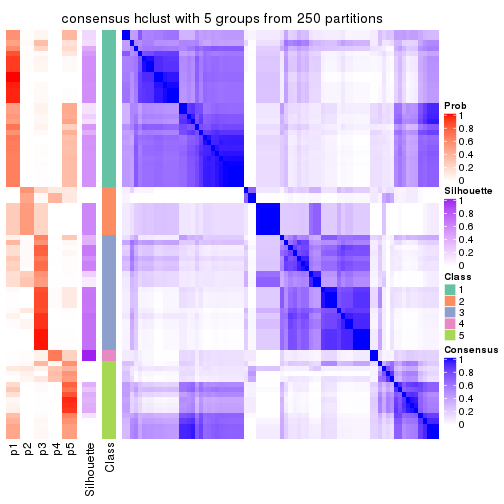 consensus hclust with 5 groups from 250 partitions
Prob
1
0.8
0.6
0.4
0.2
0
Silhouette
1
0.8
0.6
0.4
0.2
0
Class
1
2
3
4
5
Consensus
1
0.8
0.6
0.4
0.2
0
p1
p2
p3
p4
p5
Silhouette
Class